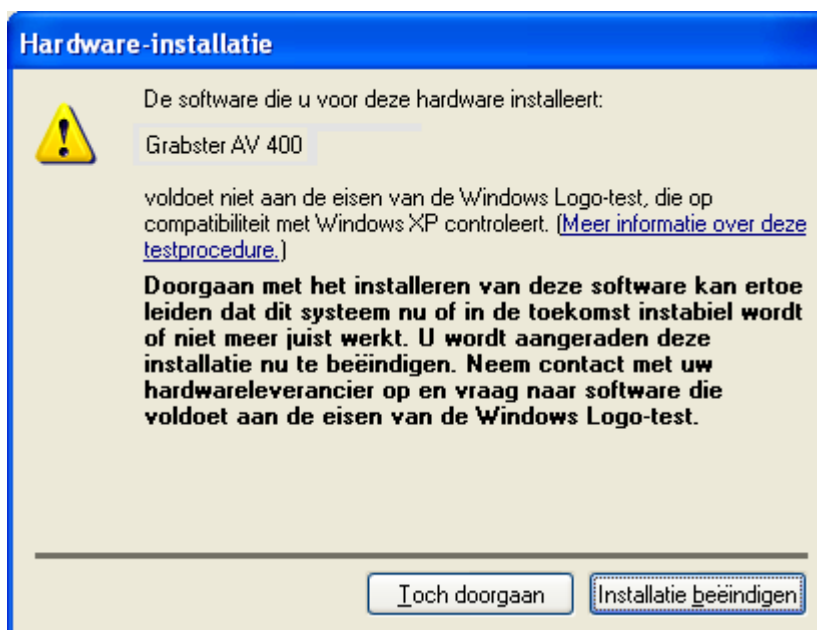 Hardware-installatie
De software die u voor deze hardware installeert:
Grabster AV 400
voldoet niet aan de eisen van de Windows Logo-test, die op
compatibiliteit met Windows XP controleert. (Meer informatie over deze
testprocedure.)
Doorgaan met het installeren van deze software kan ertoe
leiden dat dit systeem nu of in de toekomst instabiel wordt
of niet meer juist werkt. U wordt aangeraden deze
installatie nu te beëindigen. Neem contact met uw
hardwareleverancier op en vraag naar software die
voldoet aan de eisen van de Windows Logo-test.
Toch doorgaan
Installatie beëindigen